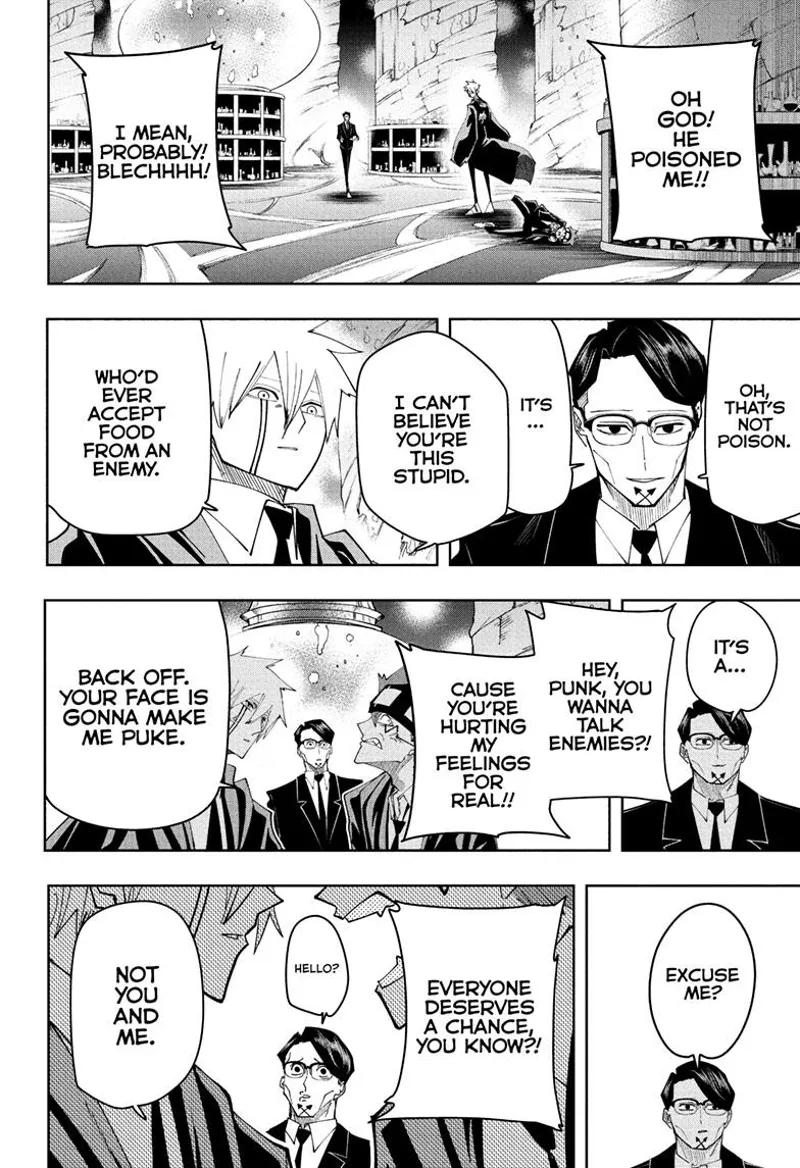 OH
GOD!
HE
POISONED
ME!!
I MEAN,
PROBABLY!
BLECHHHH!
OH,
THAT'S
NOT
POISON.
IT'S
...
I CAN'T
BELIEVE
YOU'RE
THIS
STUPID.
WHO'D
EVER
ACCEPT
FOOD
FROM AN
ENEMY.
IT'S
A...
HEY,
PUNK, YOU
WANNA
TALK
ENEMIES?!
CAUSE
YOU'RE
HURTING
MY
FEELINGS
FOR
REAL!!
BACK OFF.
YOUR FACE IS
GONNA MAKE
ME PUKE.
EXCUSE
ME?
EVERYONE
DESERVES
A CHANCE,
YOU KNOW?!
HELLO?
NOT
YOU
AND
ME.